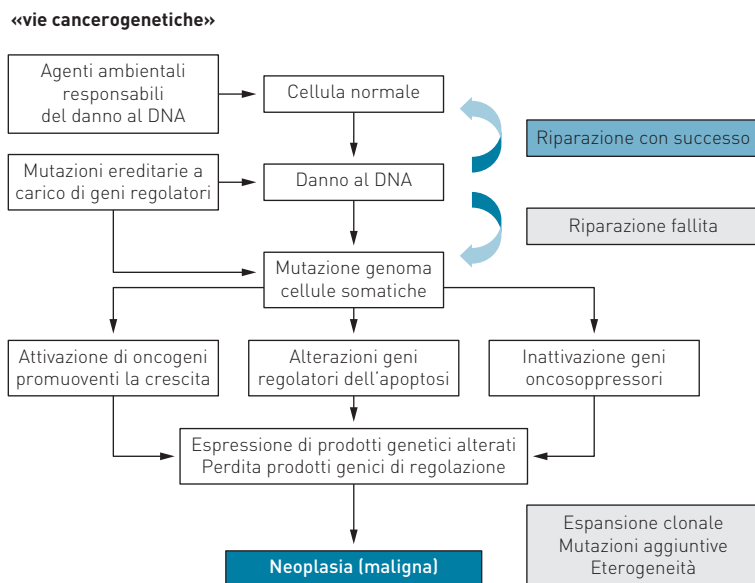 «vie cancerogenetiche»
Agenti ambientali
responsabili
del danno al DNA
Cellula normale
Riparazione con successo
Mutazioni ereditarie a
carico di geni regolatori
Danno al DNA
Riparazione fallita
Mutazione genoma
cellule somatiche
Attivazione di oncogeni
promuoventi la crescita
Alterazioni geni
regolatori dell'apoptosi
Inattivazione geni
oncosoppressori
Espressione di prodotti genetici alterati
Perdita prodotti genici di regolazione
Espansione clonale
Mutazioni aggiuntive
Eterogeneità
Neoplasia (maligna)